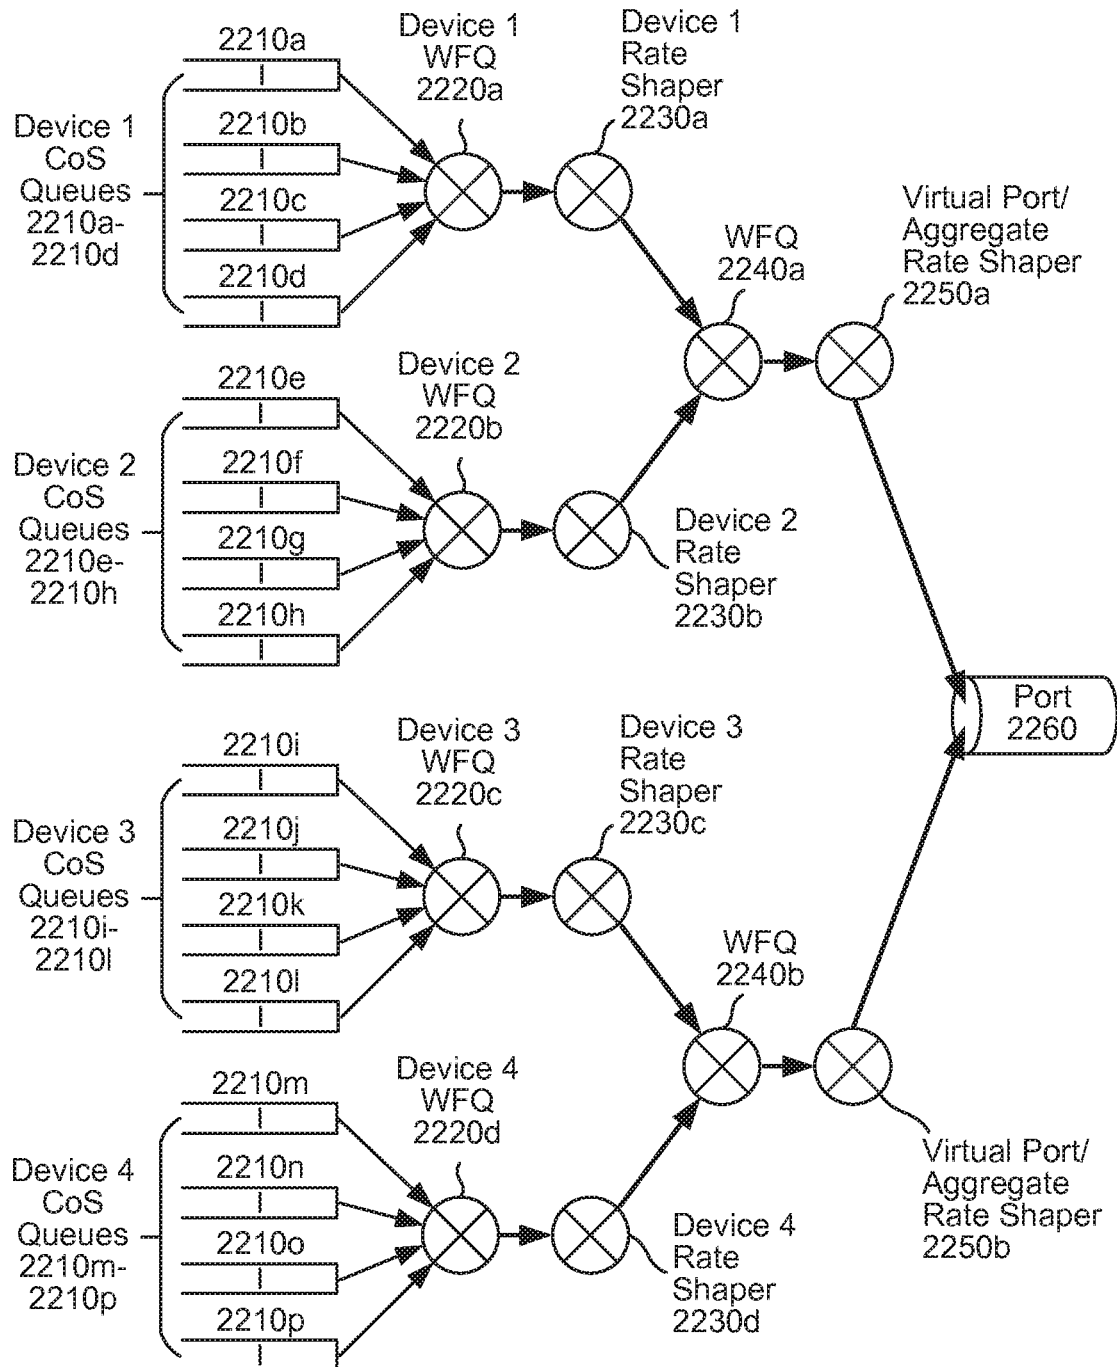 Device 1
CoS
Queues
2210a-
2210d
2210a
2210b
2210c
2210d
Device 1
WFQ
2220a
Device 1
Rate
Shaper
2230a
WFQ
2240a
Virtual Port/
Aggregate
Rate Shaper
2250a
Device 2
CoS
Queues
2210e-
2210h
2210e
2210f
2210g
2210h
Device 2
WFQ
2220b
Device 2
Rate
Shaper
2230b
Port
2260
Device 3
CoS
Queues
2210i-
2210l
2210i
2210j
2210k
2210l
Device 3
WFQ
2220c
Device 3
Rate
Shaper
2230c
WFQ
2240b
Virtual Port/
Aggregate
Rate Shaper
2250b
Device 4
CoS
Queues
2210m-
2210p
2210m
2210n
2210o
2210p
Device 4
WFQ
2220d
Device 4
Rate
Shaper
2230d